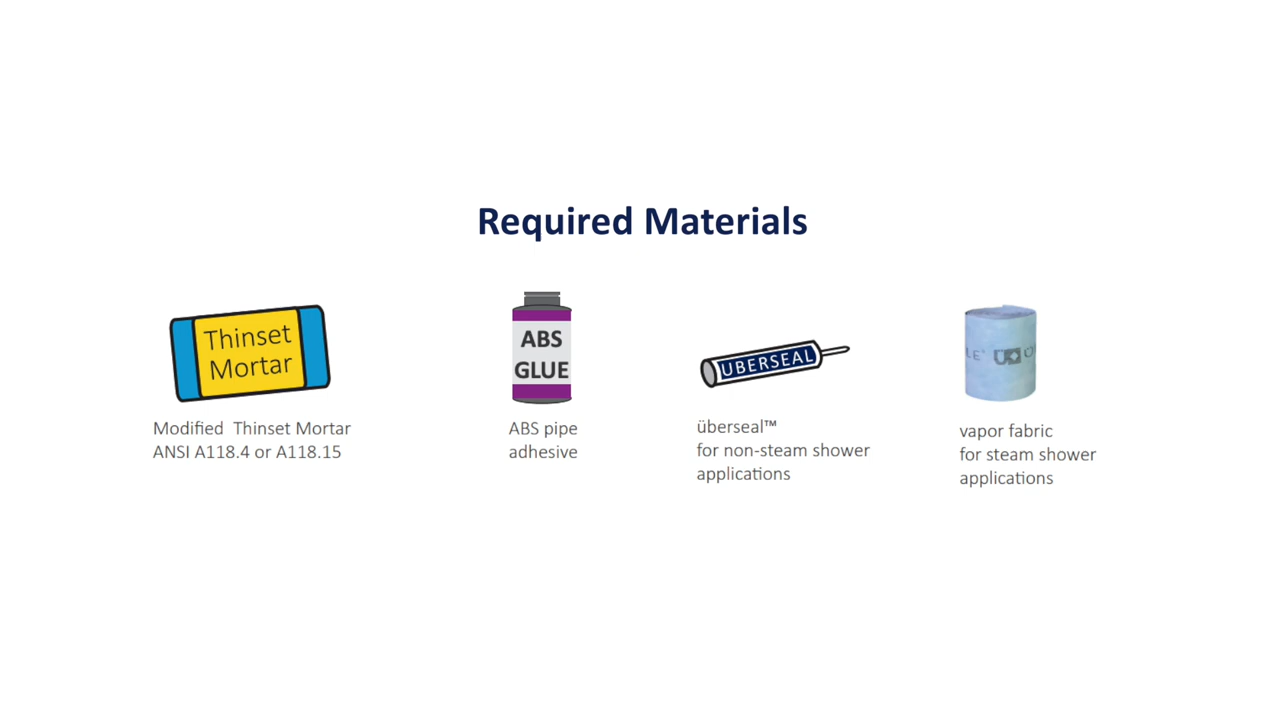 Required Materials
Thinset
Mortar
Modified Thinset Mortar
ANSI A118.4 or A118.15
ABS
GLUE
ABS pipe
adhesive
ÜBERSEAL
überseal™
for non-steam shower
applications
vapor fabric
for steam shower
applications